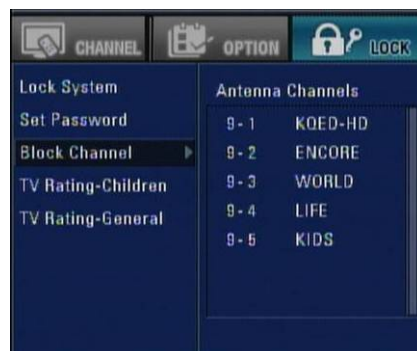 CHANNEL OPTION LOCK
Lock System
Set Password
Block Channel
TV Rating-Children
TV Rating-General
Antenna Channels
9-1 KQED-HD
9-2 ENCORE
9-3 WORLD
9-4 LIFE
9-5 KIDS